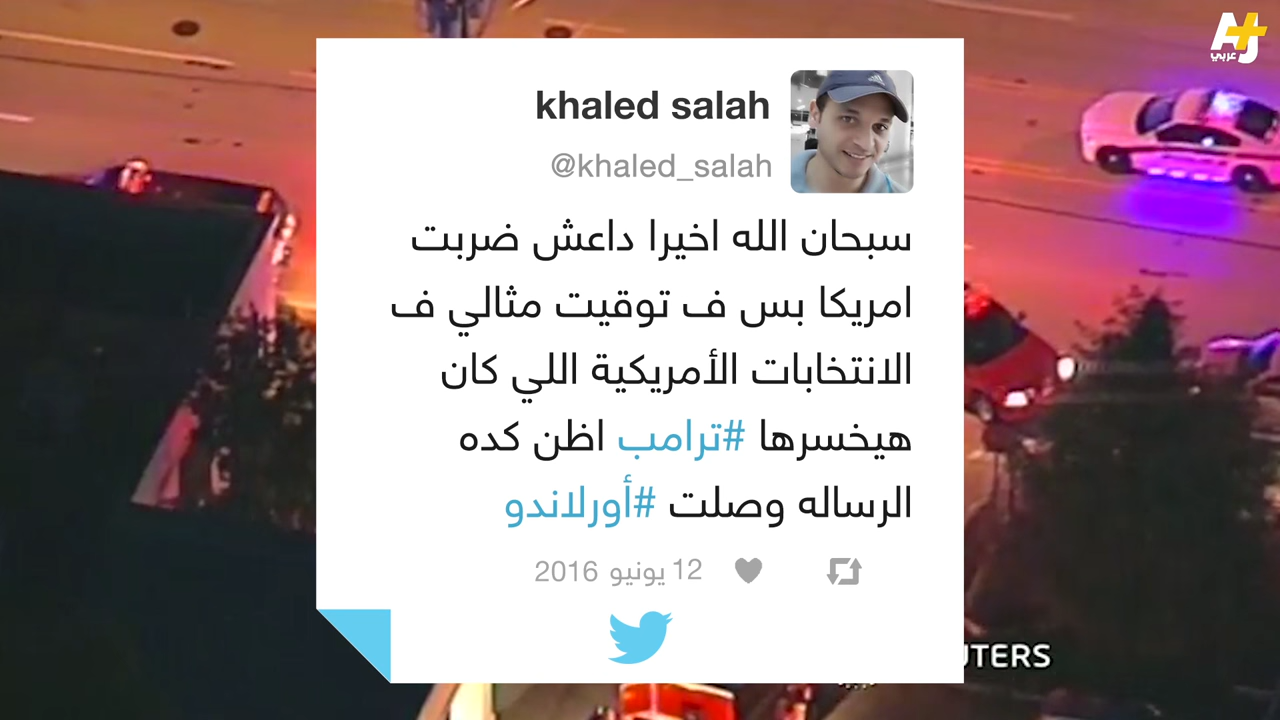 عربي
khaled salah
@khaled_salah
سبحان الله اخيرا داعش ضربت
امريكا بس ف توقيت مثالي ف
الانتخابات الأمريكية اللي كان
هيخسرها #ترامب اظن كده
الرساله وصلت #أورلاندو
12 يونيو 2016
UTERS